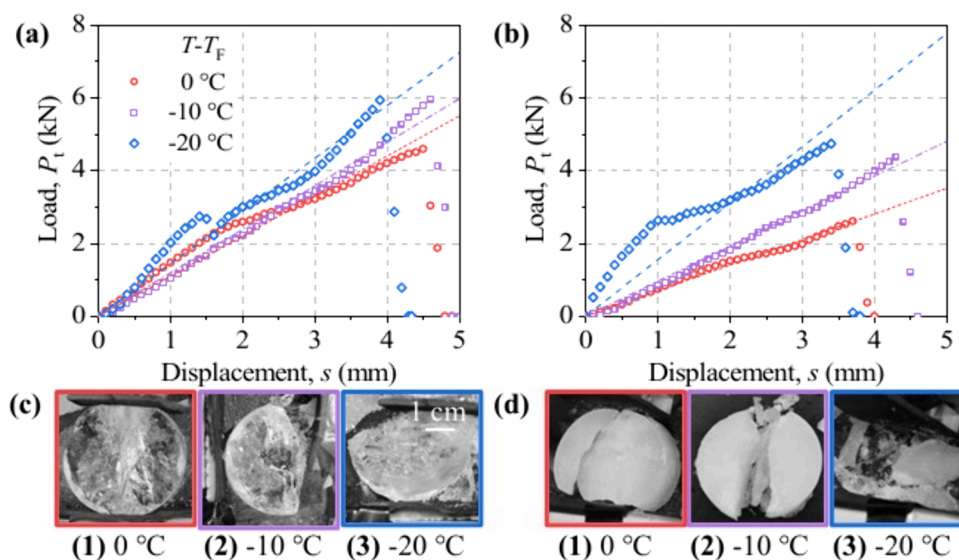 (a)
8
6
4
2
0
Load, Pt (kN)
T-TF
0 °C
-10 °C
-20 °C
0 1 2 3 4 5
Displacement, s (mm)
(b)
8
6
4
2
0
Load, Pt (kN)
0 1 2 3 4 5
Displacement, s (mm)
(c)
1 cm
(1) 0 °C (2) -10 °C (3) -20 °C
(d)
(1) 0 °C (2) -10 °C (3) -20 °C